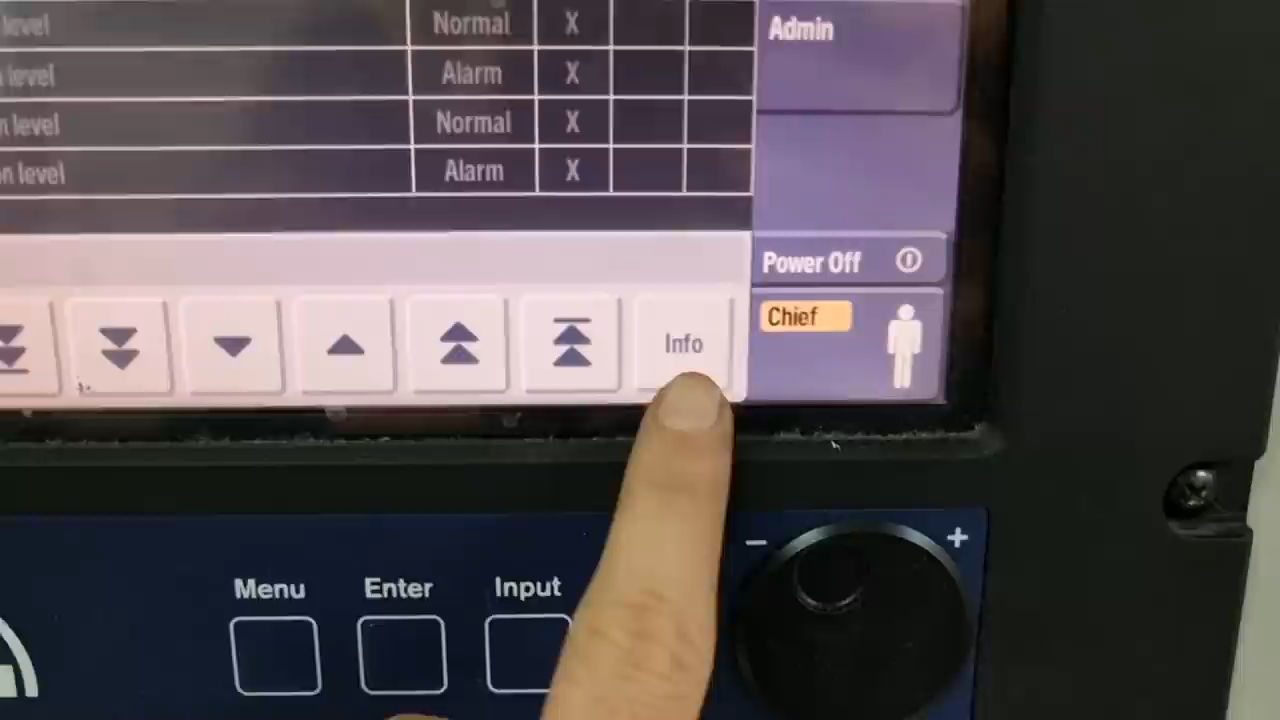 level Normal X
level Alarm X
level Normal X
level Alarm X
Admin
Power Off
Chief
Info
Menu Enter Input
- +